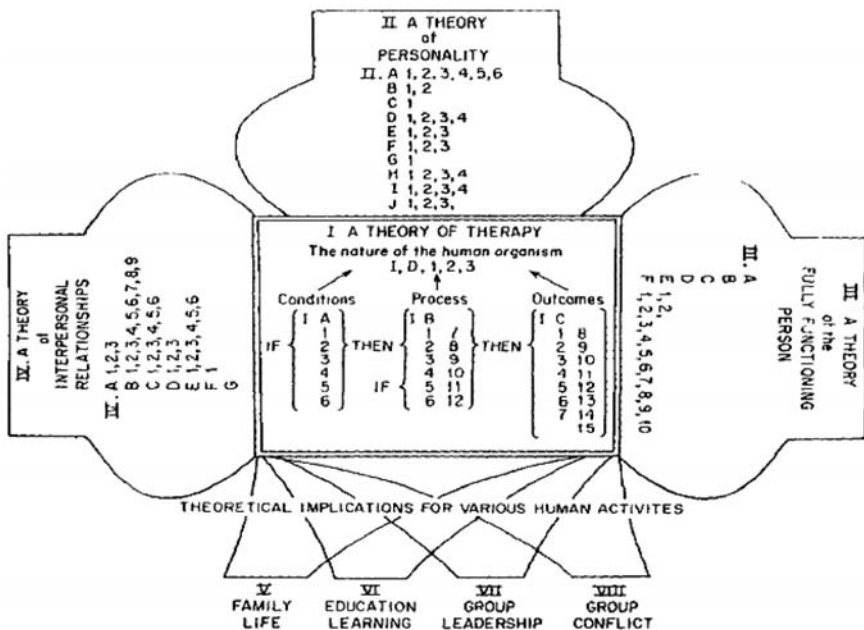 II A THEORY
of
PERSONALITY
II. A 1, 2, 3, 4, 5, 6
B 1, 2
C 1
D 1, 2, 3, 4
E 1, 2, 3
F 1, 2, 3
G 1
H 1, 2, 3, 4
I 1, 2, 3, 4
J 1, 2, 3,
IV. A THEORY
of
INTERPERSONAL
RELATIONSHIPS
IV. A 1, 2, 3
B 1, 2, 3, 4, 5, 6, 7, 8, 9
C 1, 2, 3, 4, 5, 6
D 1, 2, 3
E 1, 2, 3, 4, 5, 6
F 1
G
I A THEORY OF THERAPY
The nature of the human organism
I, D, 1, 2, 3
Conditions Process Outcomes
I A I B I C
1 1 7 1 8
IF 2 THEN 2 8 THEN 2 9
3 3 9 3 10
4 4 10 4 11
5 IF 5 11 5 12
6 6 12 6 13
7 14
15
III A THEORY
of the
FULLY FUNCTIONING
PERSON
III. A
B
C
D
E 1, 2,
F 1, 2, 3, 4, 5, 6, 7, 8, 9, 10
THEORETICAL IMPLICATIONS FOR VARIOUS HUMAN ACTIVITES
V VI VII VIII
FAMILY EDUCATION GROUP GROUP
LIFE LEARNING LEADERSHIP CONFLICT